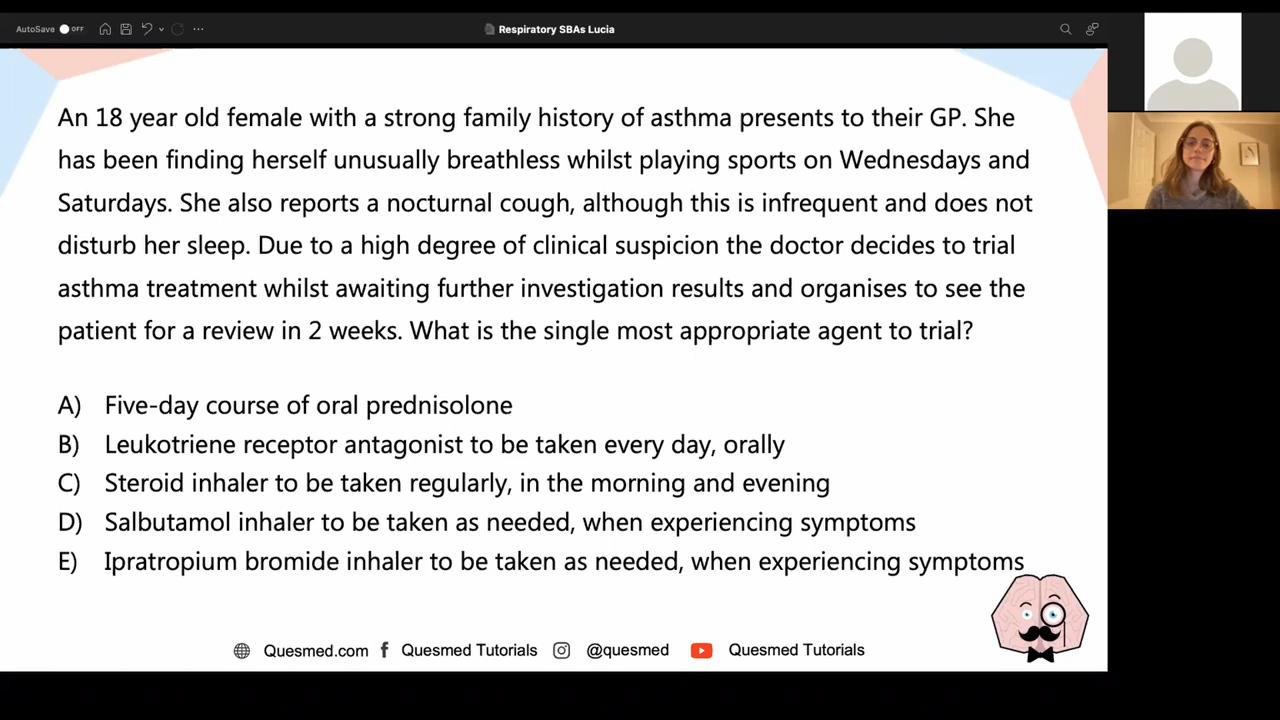 AutoSave OFF
Respiratory SBAs Lucia
An 18 year old female with a strong family history of asthma presents to their GP. She
has been finding herself unusually breathless whilst playing sports on Wednesdays and
Saturdays. She also reports a nocturnal cough, although this is infrequent and does not
disturb her sleep. Due to a high degree of clinical suspicion the doctor decides to trial
asthma treatment whilst awaiting further investigation results and organises to see the
patient for a review in 2 weeks. What is the single most appropriate agent to trial?
A) Five-day course of oral prednisolone
B) Leukotriene receptor antagonist to be taken every day, orally
C) Steroid inhaler to be taken regularly, in the morning and evening
D) Salbutamol inhaler to be taken as needed, when experiencing symptoms
E) Ipratropium bromide inhaler to be taken as needed, when experiencing symptoms
Quesmed.com Quesmed Tutorials @quesmed Quesmed Tutorials